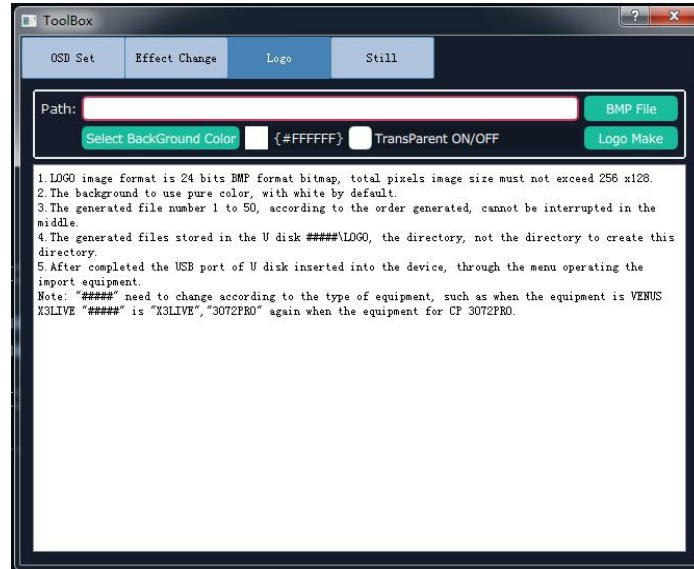 ToolBox
OSD Set
Effect Change
Logo
Still
Path:
BMP File
Select BackGround Color
{#FFFFFF}
TransParent ON/OFF
Logo Make
1.LOGO image format is 24 bits BMP format bitmap, total pixels image size must not exceed 256 x128.
2.The background to use pure color, with white by default.
3.The generated file number 1 to 50, according to the order generated, cannot be interrupted in the
middle.
4.The generated files stored in the U disk #####\LOGO, the directory, not the directory to create this
directory.
5.After completed the USB port of U disk inserted into the device, through the menu operating the
import equipment.
Note: "#####" need to change according to the type of equipment, such as when the equipment is VENUS
X3LIVE "#####" is "X3LIVE","3072PRO" again when the equipment for CP 3072PRO.